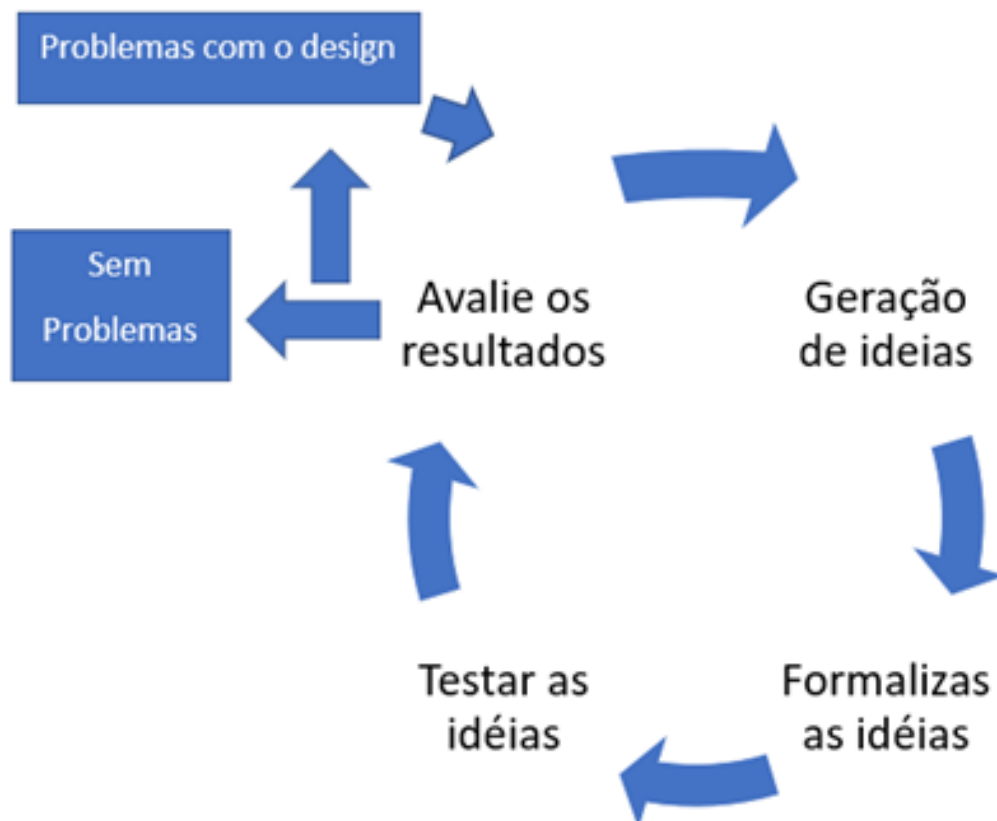 Problemas com o design
Sem
Problemas
Avalie os
resultados
Geração
de ideias
Testar as
idéias
Formalizas
as idéias